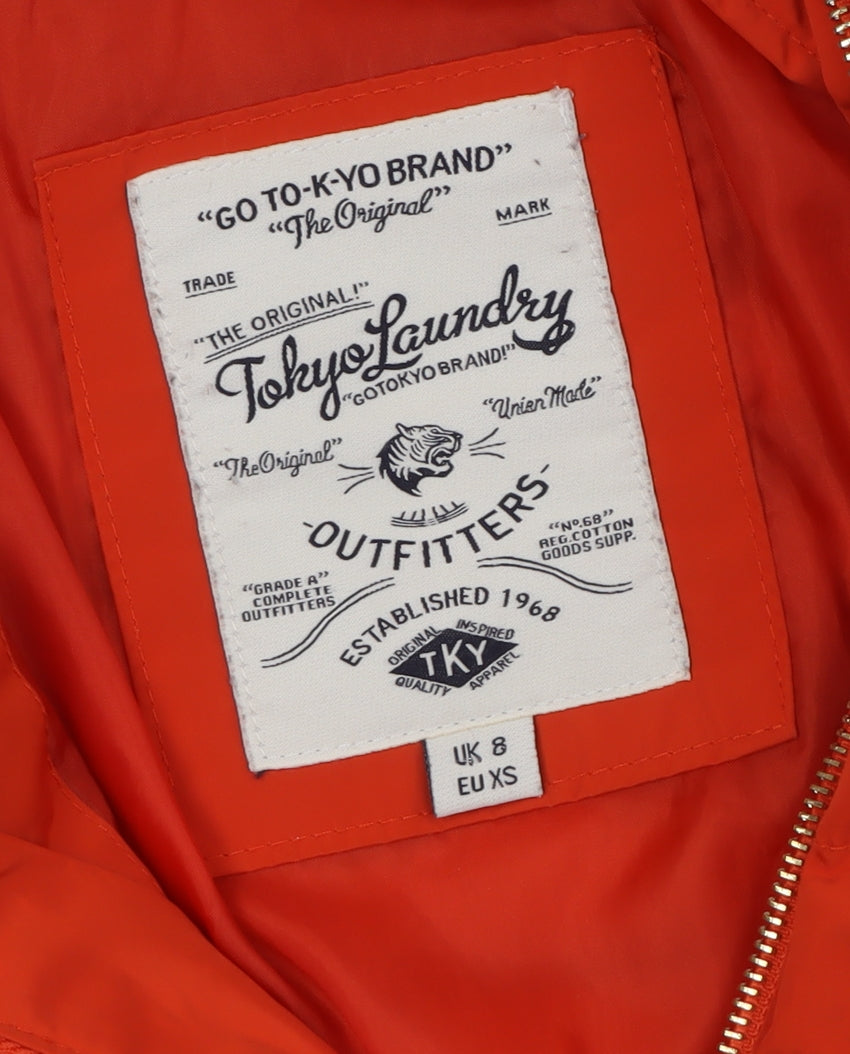 “GO TO-K-YO BRAND”
“The Original”
MARK
TRADE
“THE ORIGINAL!”
Tokyo Laundry
“GOTOKYO BRAND!”
“Union Made”
“The Original”
-OUTFITTERS-
“Nº.68”
REG.COTTON
GOODS SUPP.
“GRADE A”
COMPLETE
OUTFITTERS
ESTABLISHED 1968
ORIGINAL INSPIRED
TKY
QUALITY APPAREL
UK 8
EU XS